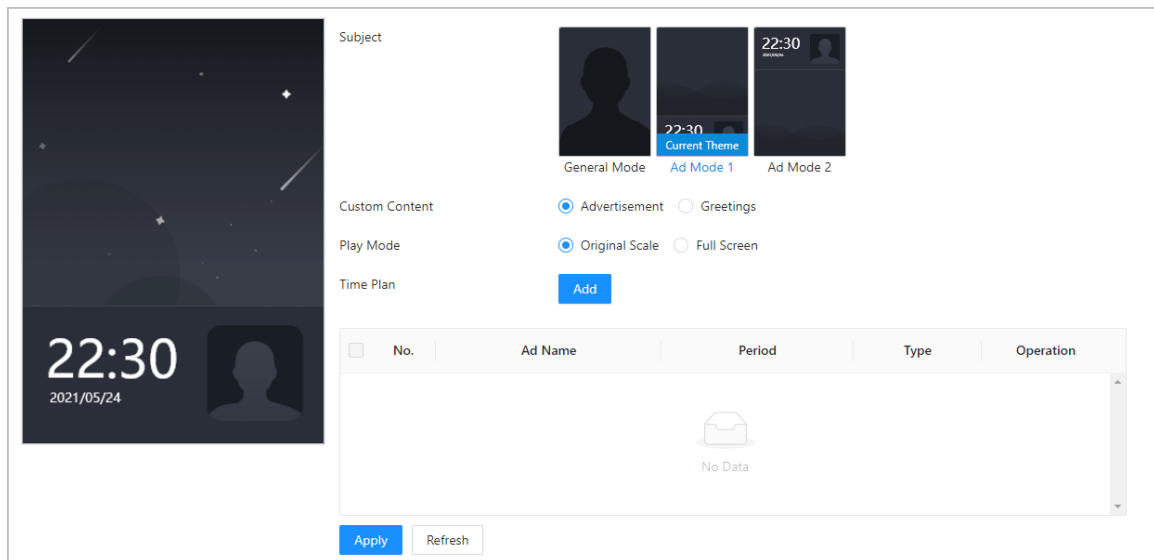 Subject
22:30
22:30
Current Theme
General Mode
Ad Mode 1
Ad Mode 2
Custom Content
Advertisement
Greetings
Play Mode
Original Scale
Full Screen
Time Plan
Add
22:30
2021/05/24
No.
Ad Name
Period
Type
Operation
No Data
Apply
Refresh